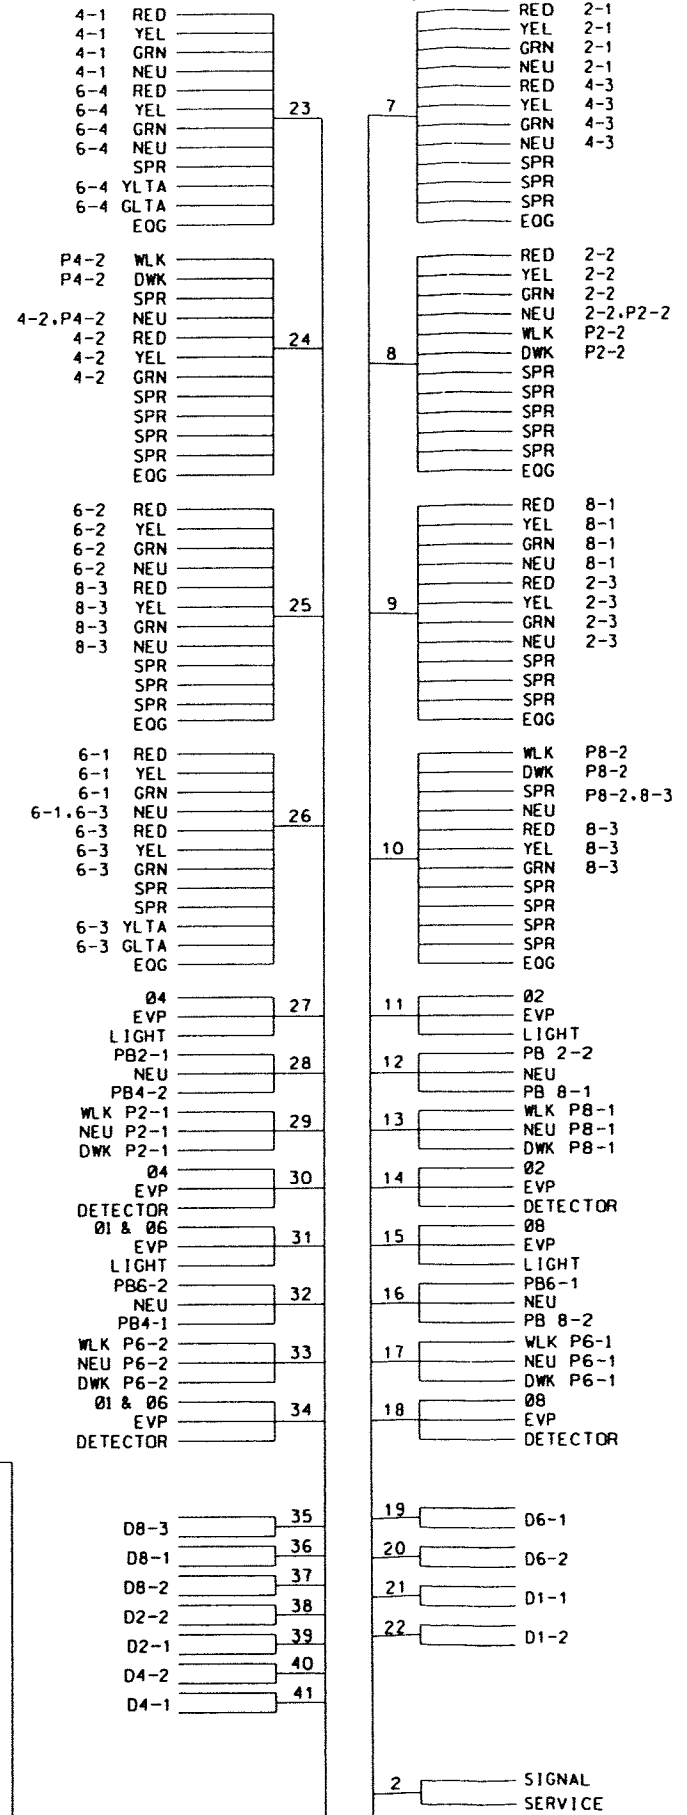 4-1 RED
4-1 YEL
4-1 GRN
4-1 NEU
6-4 RED
6-4 YEL
6-4 GRN
6-4 NEU
SPR
6-4 YLTA
6-4 GLTA
EOG
23
P4-2 WLK
P4-2 DWK
SPR
4-2,P4-2 NEU
4-2 RED
4-2 YEL
4-2 GRN
SPR
SPR
SPR
SPR
EOG
24
6-2 RED
6-2 YEL
6-2 GRN
6-2 NEU
8-3 RED
8-3 YEL
8-3 GRN
8-3 NEU
SPR
SPR
SPR
EOG
25
6-1 RED
6-1 YEL
6-1 GRN
6-1,6-3 NEU
6-3 RED
6-3 YEL
6-3 GRN
SPR
SPR
6-3 YLTA
6-3 GLTA
EOG
26
Ø4
EVP
LIGHT
27
PB2-1
NEU
PB4-2
28
WLK P2-1
NEU P2-1
DWK P2-1
29
Ø4
EVP
DETECTOR
30
Ø1 & Ø6
EVP
LIGHT
31
PB6-2
NEU
PB4-1
32
WLK P6-2
NEU P6-2
DWK P6-2
33
Ø1 & Ø6
EVP
DETECTOR
34
D8-3 35
D8-1 36
D8-2 37
D2-2 38
D2-1 39
D4-2 40
D4-1 41
7
RED 2-1
YEL 2-1
GRN 2-1
NEU 2-1
RED 4-3
YEL 4-3
GRN 4-3
NEU 4-3
SPR
SPR
SPR
EOG
8
RED 2-2
YEL 2-2
GRN 2-2
NEU 2-2,P2-2
WLK P2-2
DWK P2-2
SPR
SPR
SPR
SPR
SPR
EOG
9
RED 8-1
YEL 8-1
GRN 8-1
NEU 8-1
RED 2-3
YEL 2-3
GRN 2-3
NEU 2-3
SPR
SPR
SPR
EOG
10
WLK P8-2
DWK P8-2
SPR P8-2,8-3
NEU
RED 8-3
YEL 8-3
GRN 8-3
SPR
SPR
SPR
SPR
EOG
11
Ø2
EVP
LIGHT
12
PB 2-2
NEU
PB 8-1
13
WLK P8-1
NEU P8-1
DWK P8-1
14
Ø2
EVP
DETECTOR
15
Ø8
EVP
LIGHT
16
PB6-1
NEU
PB 8-2
17
WLK P6-1
NEU P6-1
DWK P6-1
18
Ø8
EVP
DETECTOR
19 D6-1
20 D6-2
21 D1-1
22 D1-2
2
SIGNAL
SERVICE